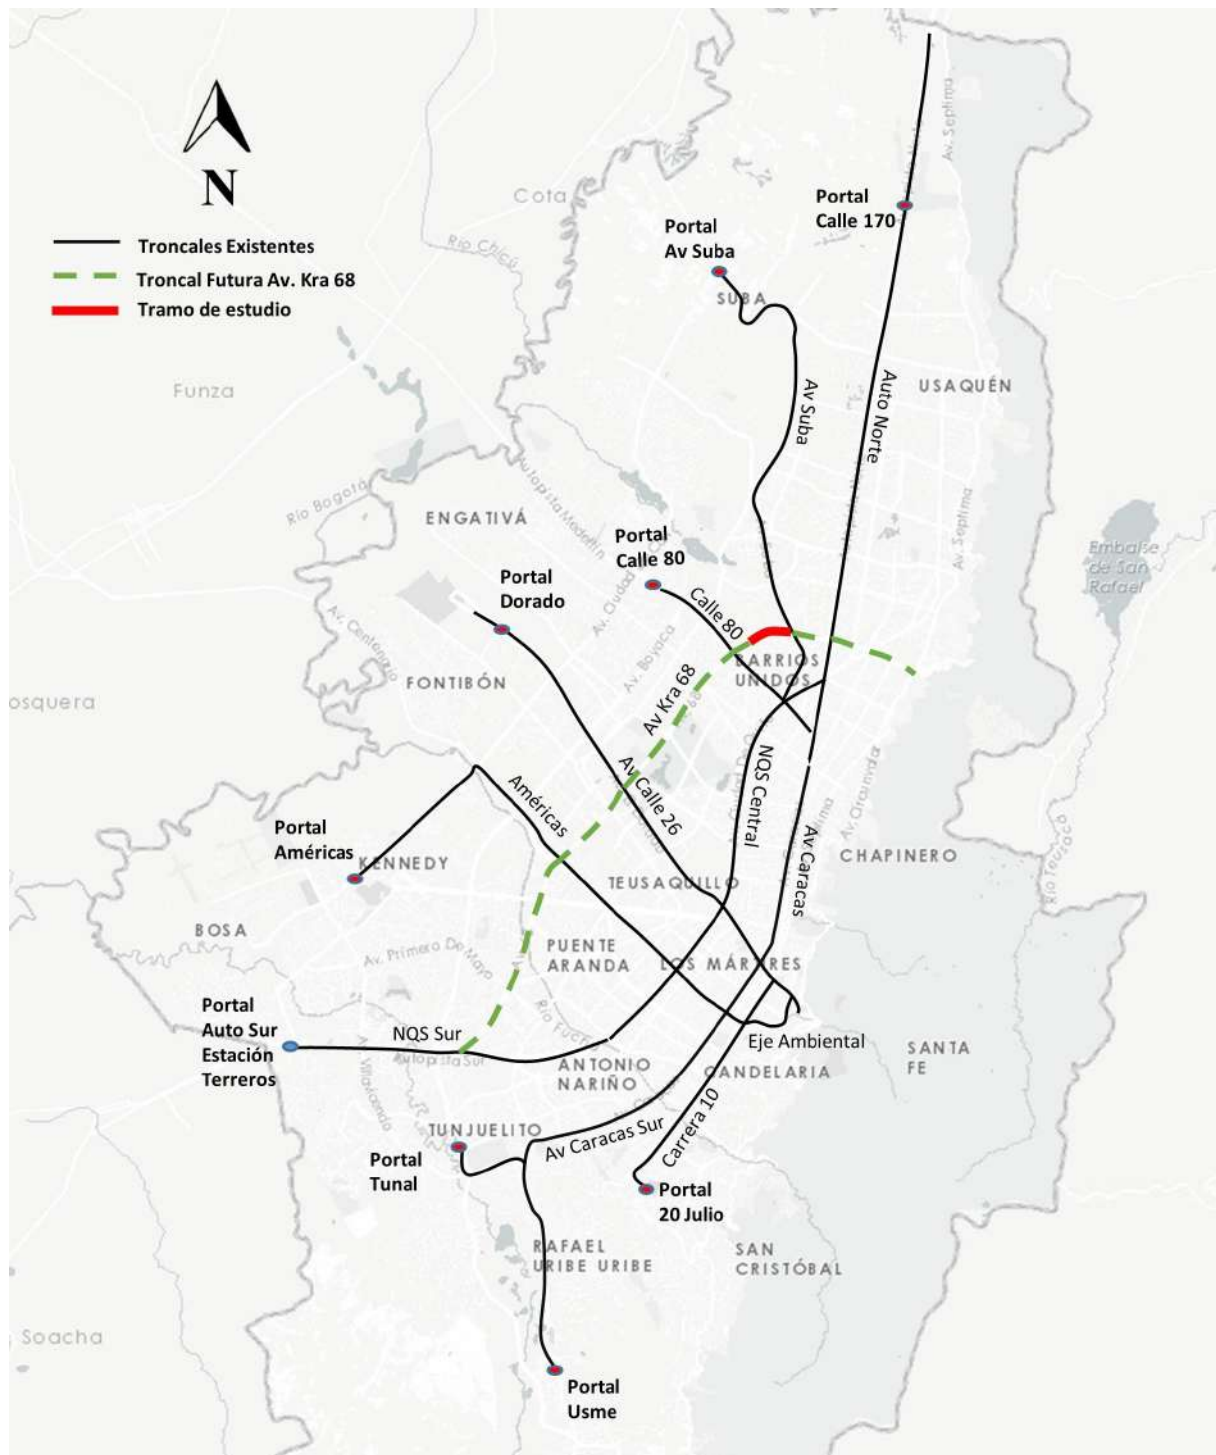 N
Troncales Existentes
Troncal Futura Av. Kra 68
Tramo de estudio
Cota
Río Chicú
Funza
Portal
Calle 170
Av. Septima
Portal
Av Suba
SUBA
Av Suba
Auto Norte
USAQUÉN
Río Bogotá
Autopista Medellín
ENGATIVÁ
Portal
Calle 80
Portal
Dorado
Av. Ciudad
Calle 80
Av. Septima
Embalse
de San
Rafael
Av. Centenario
FONTIBÓN
Av. Boyaca
Av Kra 68
BARRIOS
UNIDOS
osquera
Av Calle 26
NQS Central
Américas
Portal
Américas
KENNEDY
Av Caracas
CHAPINERO
TEUSAQUILLO
Río Teusacá
BOSA
Av. Primero De Mayo
PUENTE
ARANDA
LOS MÁRTIRES
Río Fucha
Portal
Auto Sur
Estación
Terreros
NQS Sur
Autopista Sur
Av. Villavicencio
Eje Ambiental
ANTONIO
NARIÑO
CANDELARIA
SANTA
FE
TUNJUELITO
Av Caracas Sur
Carrera 10
Portal
Tunal
Portal
20 Julio
RAFAEL
URIBE URIBE
SAN
CRISTÓBAL
Soacha
Portal
Usme